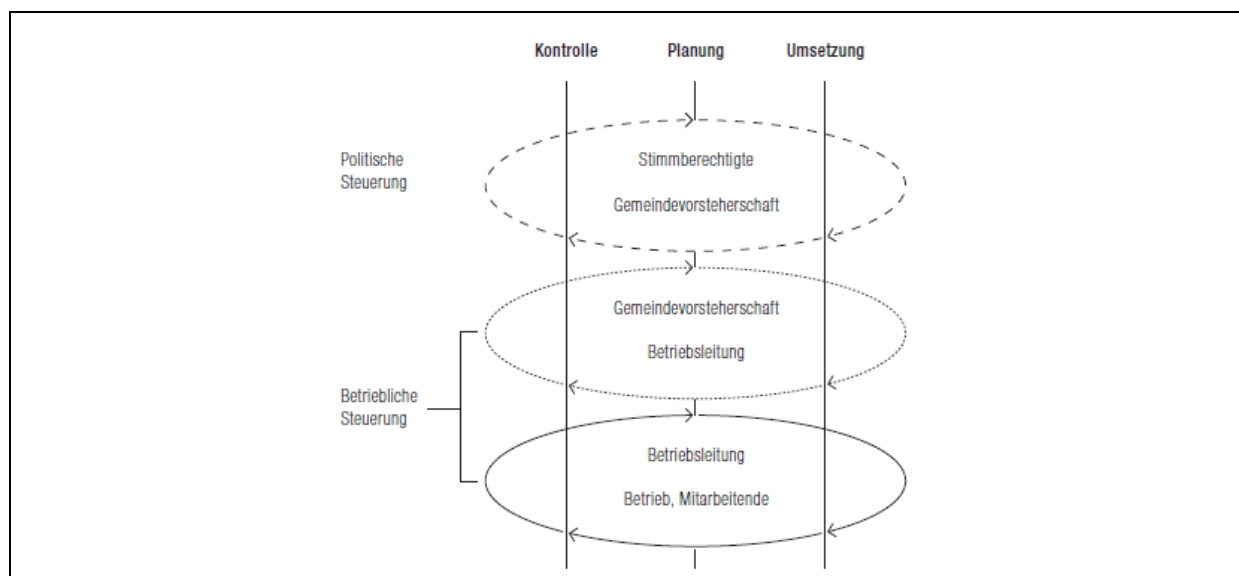 Kontrolle Planung Umsetzung
Politische
Steuerung
Stimmberechtigte
Gemeindevorsteherschaft
Gemeindevorsteherschaft
Betriebsleitung
Betriebliche
Steuerung
Betriebsleitung
Betrieb, Mitarbeitende